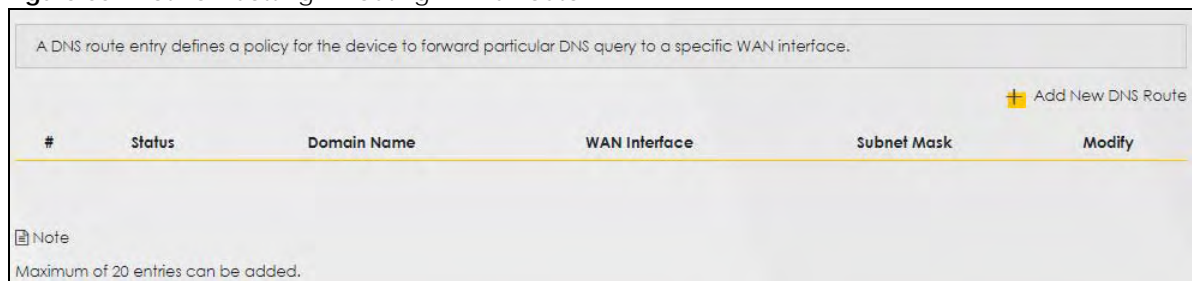 A DNS route entry defines a policy for the device to forward particular DNS query to a specific WAN interface.
Add New DNS Route
# Status Domain Name WAN Interface Subnet Mask Modify
Note
Maximum of 20 entries can be added.